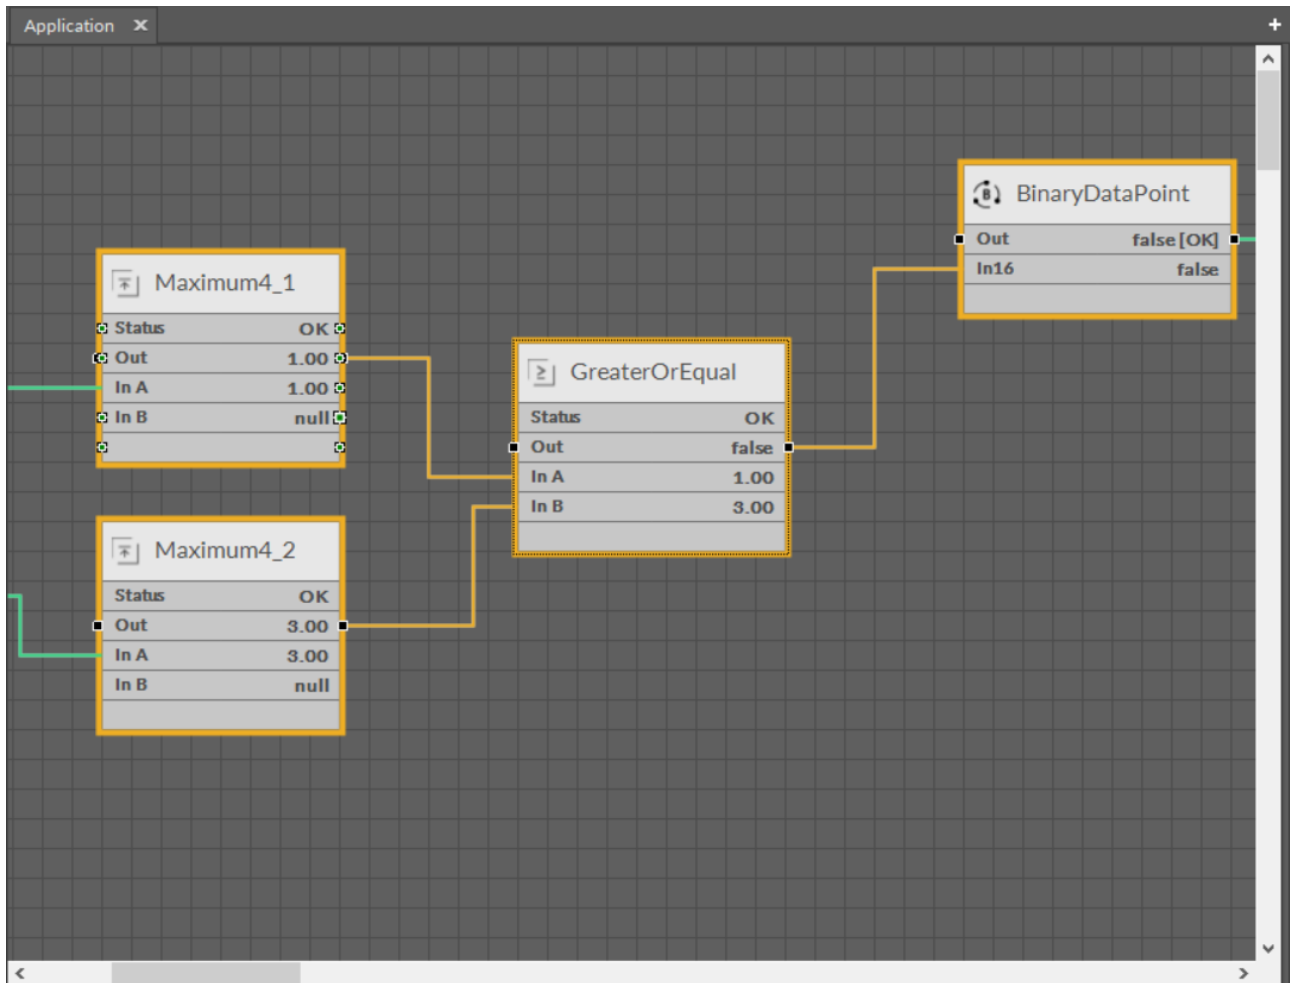 Application
BinaryDataPoint
Out false [OK]
In16 false
Maximum4_1
Status OK
Out 1.00
In A 1.00
In B null
GreaterOrEqual
Status OK
Out false
In A 1.00
In B 3.00
Maximum4_2
Status OK
Out 3.00
In A 3.00
In B null